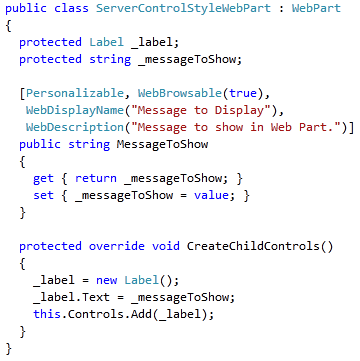 public class ServerControlStyleWebPart : WebPart
{
  protected Label _label;
  protected string _messageToShow;

  [Personalizable, WebBrowsable(true),
   WebDisplayName("Message to Display"),
   WebDescription("Message to show in Web Part.")]
  public string MessageToShow
  {
    get { return _messageToShow; }
    set { _messageToShow = value; }
  }

  protected override void CreateChildControls()
  {
    _label = new Label();
    _label.Text = _messageToShow;
    this.Controls.Add(_label);
  }
}